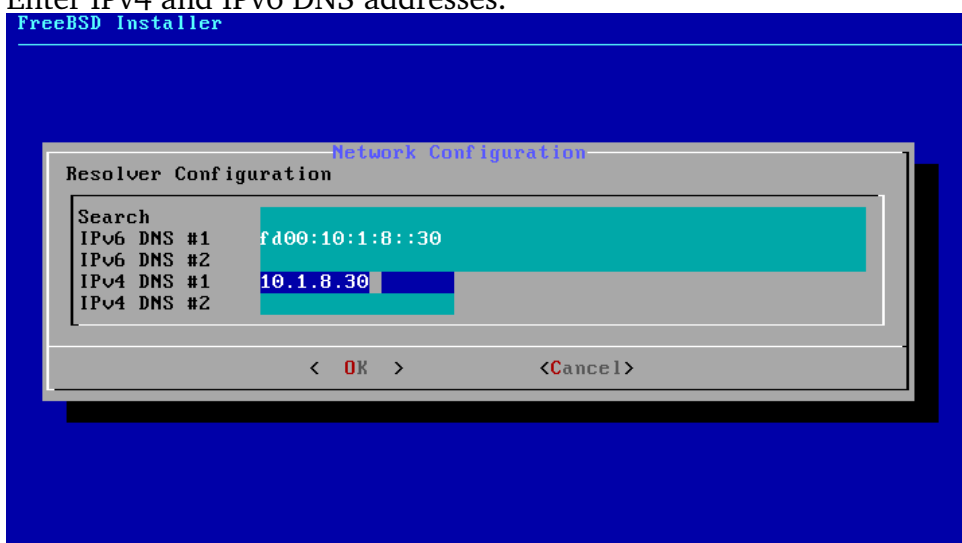 Enter IPv4 and IPv6 DNS addresses:
FreeBSD Installer
Network Configuration
Resolver Configuration
Search
IPv6 DNS #1 fd00:10:1:8::30
IPv6 DNS #2
IPv4 DNS #1 10.1.8.30
IPv4 DNS #2
< OK > <Cancel>